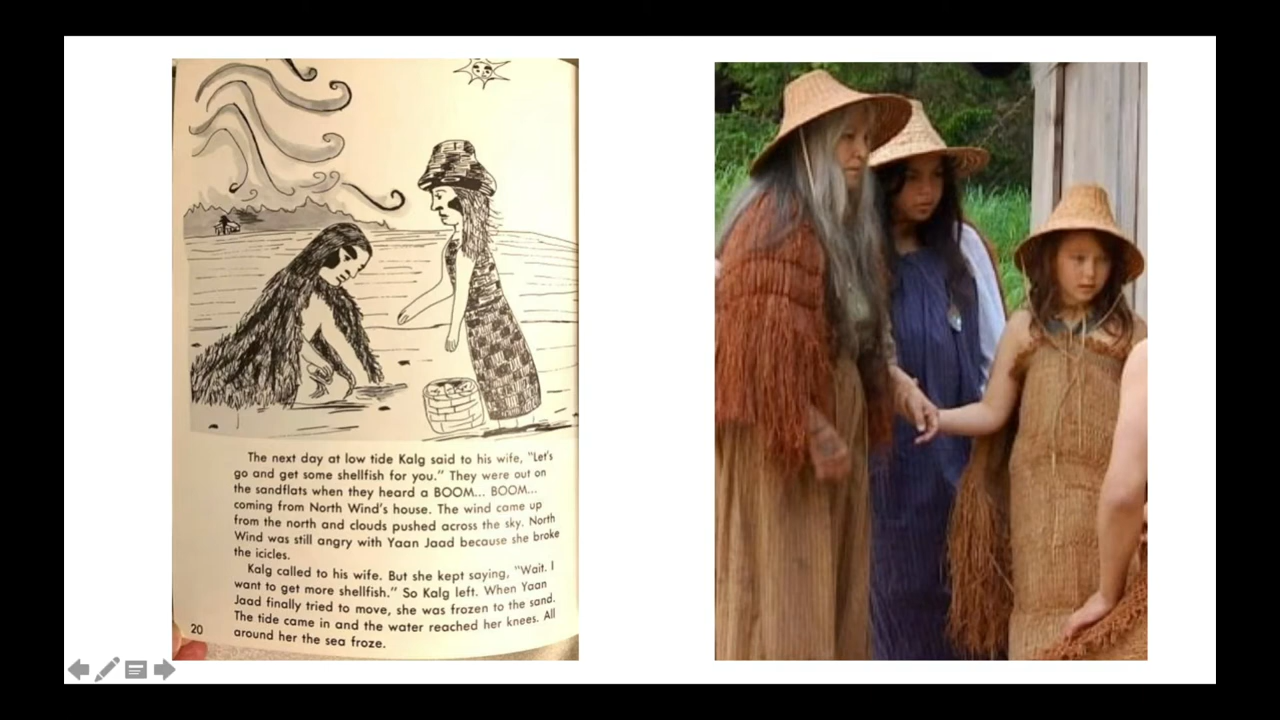 The next day at low tide Kalg said to his wife, "Let's
go and get some shellfish for you." They were out on
the sandflats when they heard a BOOM... BOOM...
coming from North Wind's house. The wind came up
from the north and clouds pushed across the sky. North
Wind was still angry with Yaan Jaad because she broke
the icicles.
Kalg called to his wife. But she kept saying, "Wait. I
want to get more shellfish." So Kalg left. When Yaan
Jaad finally tried to move, she was frozen to the sand.
The tide came in and the water reached her knees. All
around her the sea froze.
20